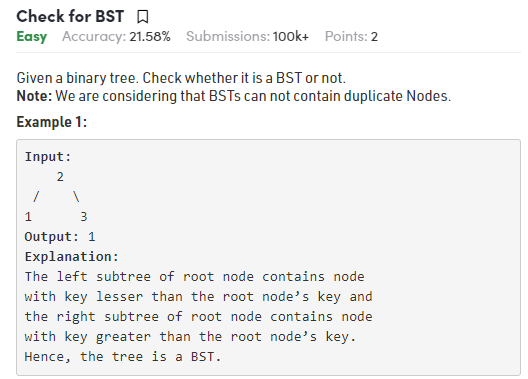 Check for BST
Easy Accuracy: 21.58% Submissions: 100k+ Points: 2
Given a binary tree. Check whether it is a BST or not.
Note: We are considering that BSTs can not contain duplicate Nodes.
Example 1:
Input:
2
/ \
1 3
Output: 1
Explanation:
The left subtree of root node contains node
with key lesser than the root node’s key and
the right subtree of root node contains node
with key greater than the root node’s key.
Hence, the tree is a BST.